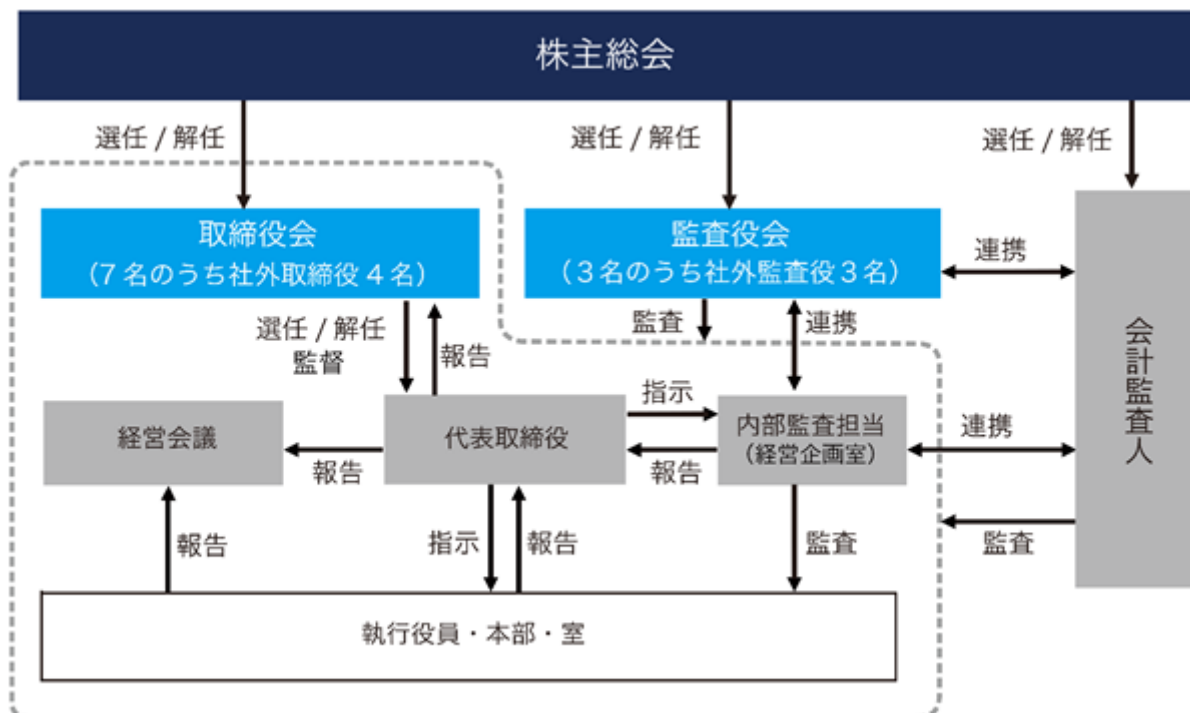 株主総会
選任 / 解任
選任 / 解任
選任 / 解任
取締役会
（7 名のうち社外取締役 4 名）
監査役会
（3 名のうち社外監査役 3 名）
連携
選任 / 解任
監督
報告
監査
連携
会計監査人
経営会議
報告
代表取締役
指示
報告
内部監査担当
（経営企画室）
連携
報告
指示
報告
監査
監査
執行役員・本部・室